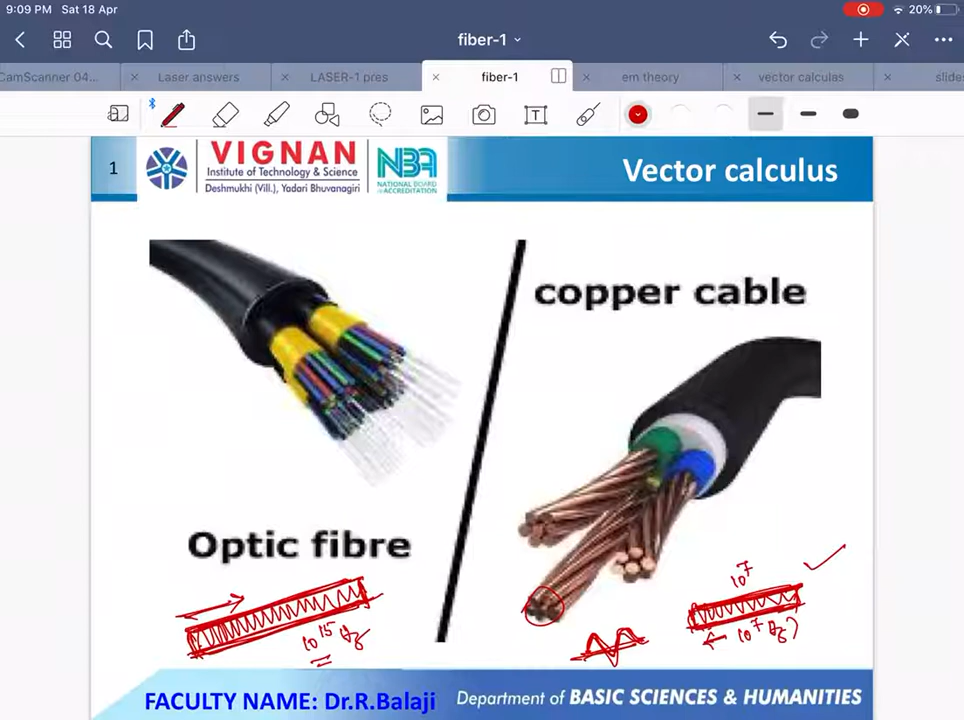 9:09 PM Sat 18 Apr
20%
fiber-1
CamScanner 04...
Laser answers
LASER-1 pres
fiber-1
em theory
vector calculas
slides
1
VIGNAN
Institute of Technology & Science
Deshmukhi (Vill.), Yadari Bhuvanagiri
NBA
NATIONAL BOARD
of ACCREDITATION
Vector calculus
copper cable
Optic fibre
10^15 Hz
10^7
10^7 Hz
FACULTY NAME: Dr.R.Balaji
Department of BASIC SCIENCES & HUMANITIES